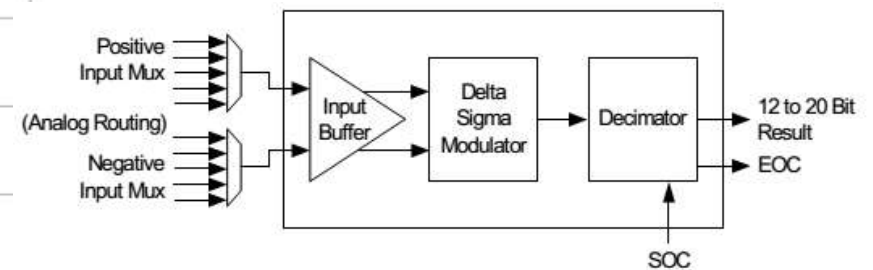 Positive
Input Mux
(Analog Routing)
Negative
Input Mux
Input
Buffer
Delta
Sigma
Modulator
Decimator
12 to 20 Bit
Result
EOC
SOC